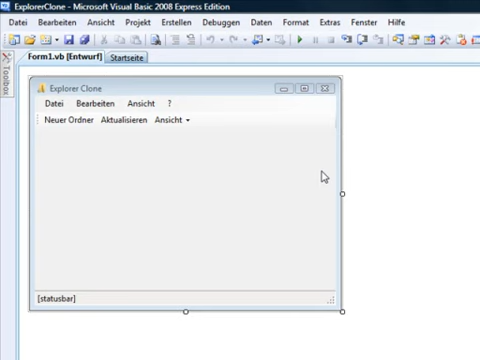 ExplorerClone - Microsoft Visual Basic 2008 Express Edition
Datei Bearbeiten Ansicht Projekt Erstellen Debuggen Daten Format Extras Fenster Hilfe
Form1.vb [Entwurf] Startseite
Toolbox
Explorer Clone
Datei Bearbeiten Ansicht ?
Neuer Ordner Aktualisieren Ansicht
[statusbar]